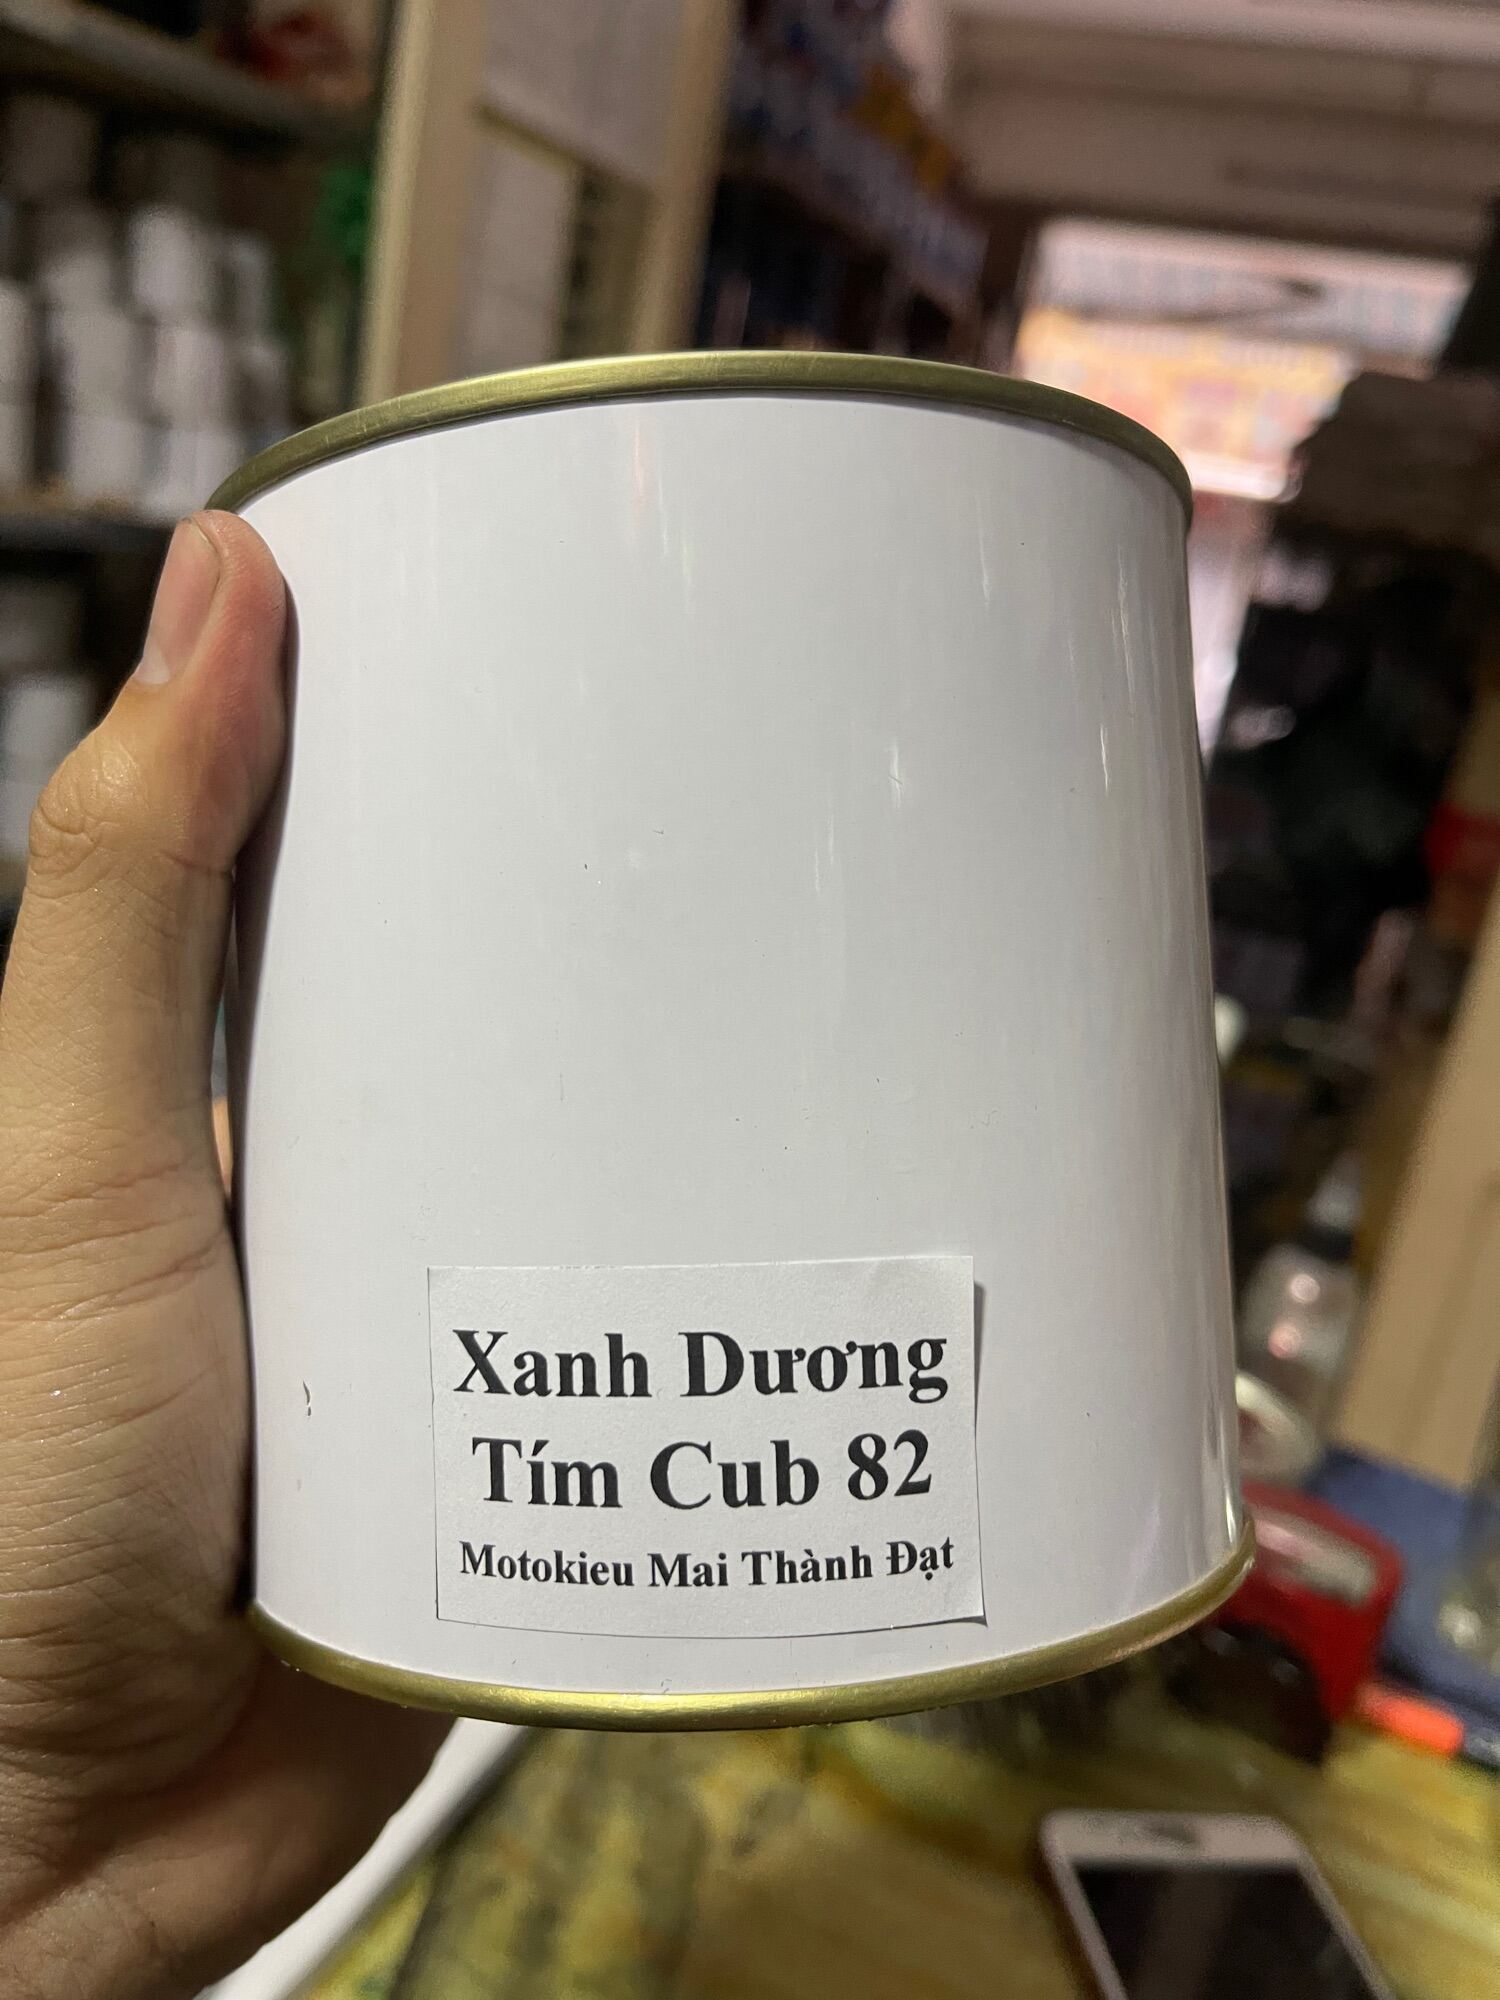 Xanh Dương
Tím Cub 82
Motokieu Mai Thành Đạt